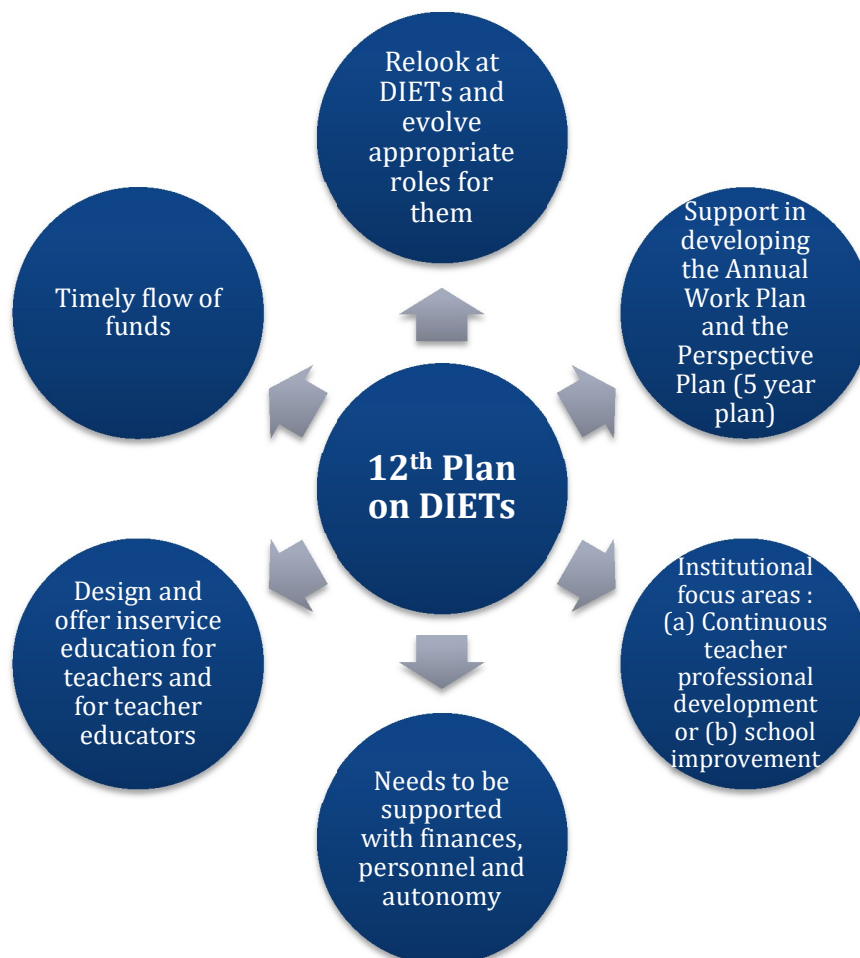 Relook at
DIETs and
evolve
appropriate
roles for
them
Support in
developing
the Annual
Work Plan
and the
Perspective
Plan (5 year
plan)
Timely flow of
funds
12th Plan
on DIETs
Institutional
focus areas :
(a) Continuous
teacher
professional
development
or (b) school
improvement
Design and
offer inservice
education for
teachers and
for teacher
educators
Needs to be
supported
with finances,
personnel and
autonomy